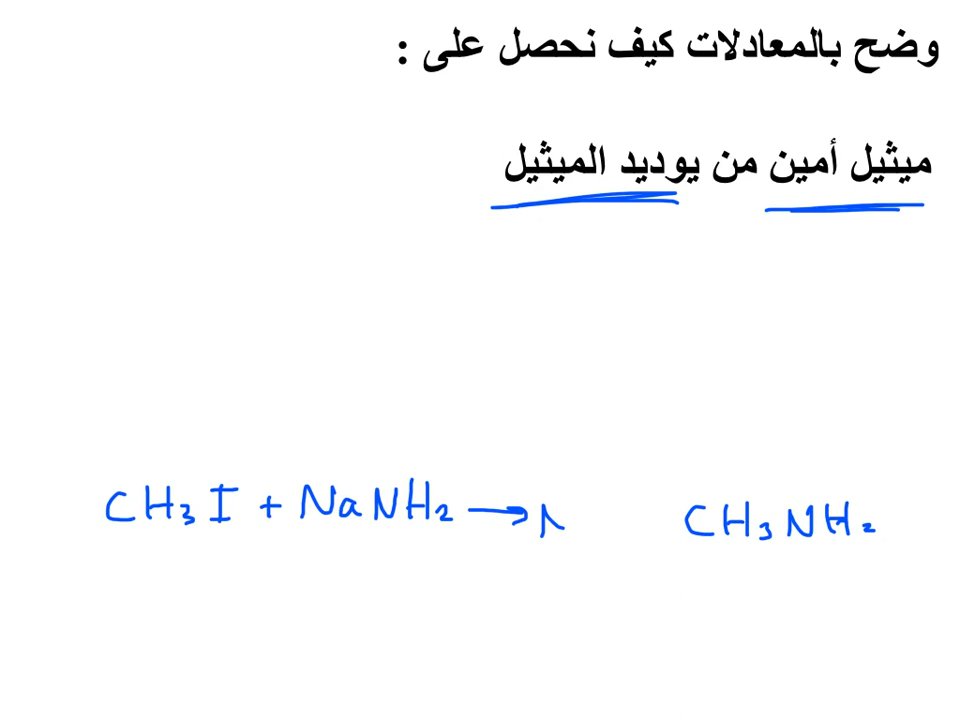 وضح بالمعادلات كيف نحصل على :
ميثيل أمين من يوديد الميثيل
CH₃I + NaNH₂ → N CH₃NH₂